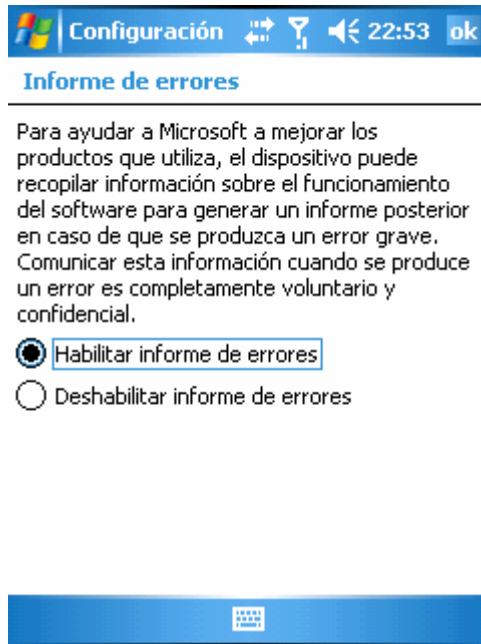 Configuración 22:53 ok
Informe de errores
Para ayudar a Microsoft a mejorar los
productos que utiliza, el dispositivo puede
recopilar información sobre el funcionamiento
del software para generar un informe posterior
en caso de que se produzca un error grave.
Comunicar esta información cuando se produce
un error es completamente voluntario y
confidencial.
Habilitar informe de errores
Deshabilitar informe de errores